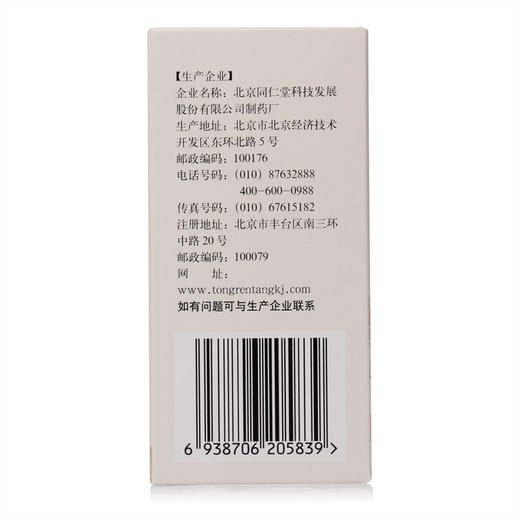 【生产企业】
企业名称：北京同仁堂科技发展
股份有限公司制药厂
生产地址：北京市北京经济技术
开发区东环北路5号
邮政编码：100176
电话号码：(010) 87632888
400-600-0988
传真号码：(010) 67615182
注册地址：北京市丰台区南三环
中路20号
邮政编码：100079
网　　址：
www.tongrentangkj.com
如有问题可与生产企业联系
6 938706 205839 >